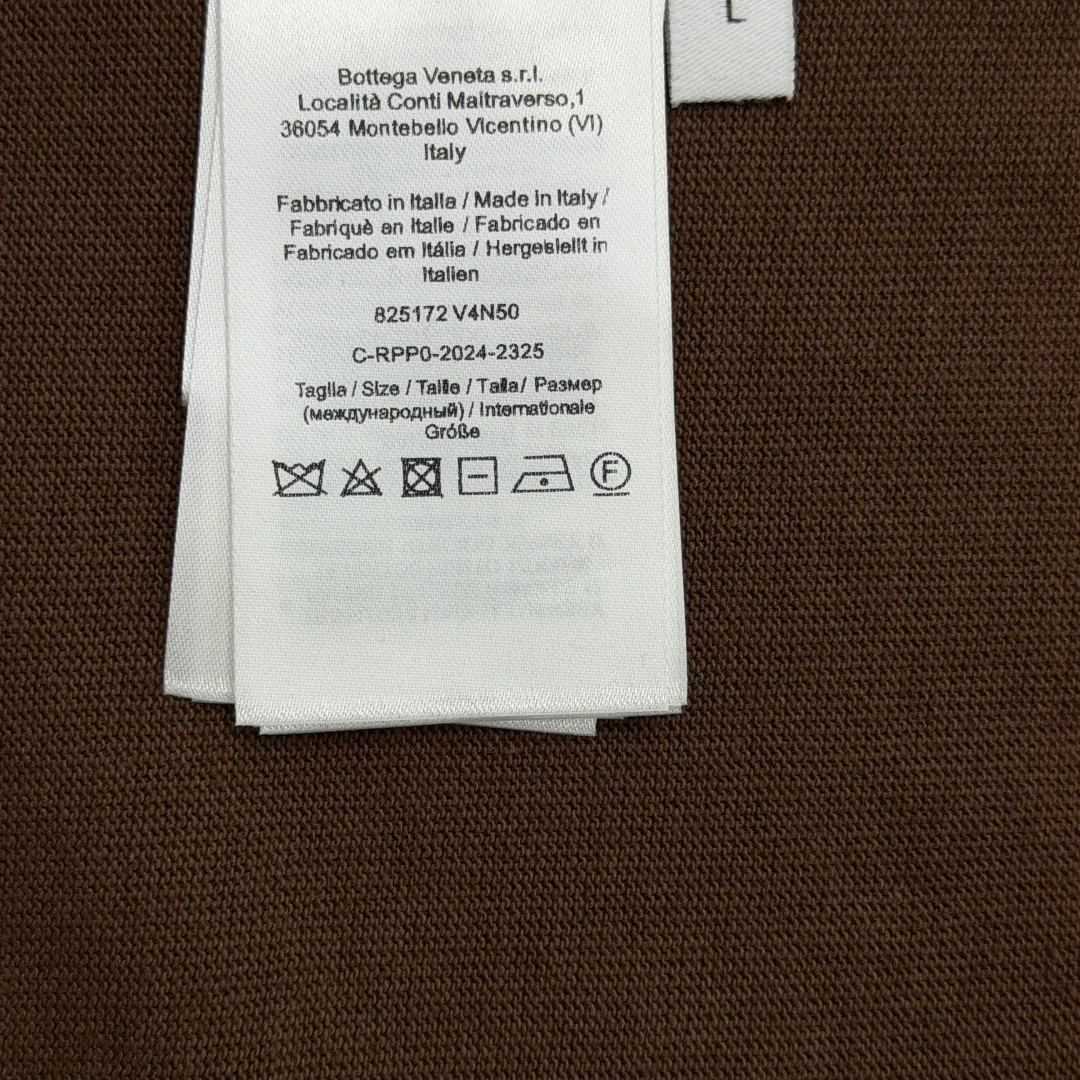 L
Bottega Veneta s.r.l.
Località Conti Maltraverso,1
36054 Montebello Vicentino (VI)
Italy
Fabbricato in Italia / Made in Italy /
Fabriquè en Italie / Fabricado en
Fabricado em Itália / Hergeslellt in
Italien
825172 V4N50
C-RPP0-2024-2325
Taglia / Size / Taille / Talla/ Размер
(международный) / Internationale
Gróße
F